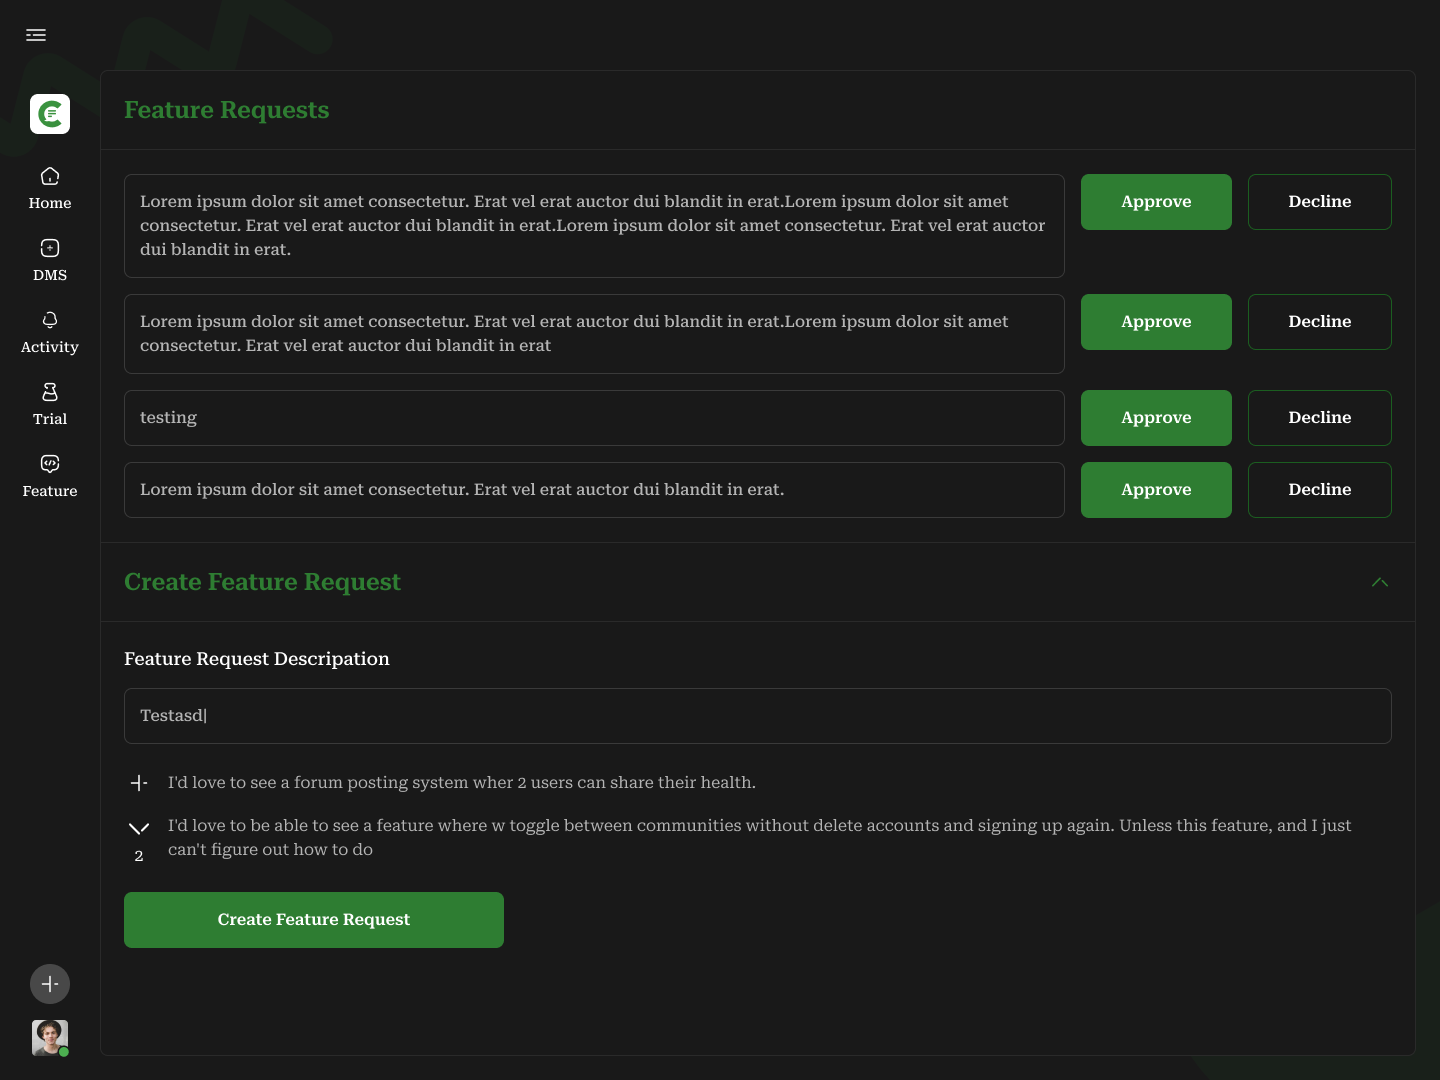 Feature Requests
Home
DMS
Activity
Trial
Feature
Lorem ipsum dolor sit amet consectetur. Erat vel erat auctor dui blandit in erat.Lorem ipsum dolor sit amet
consectetur. Erat vel erat auctor dui blandit in erat.Lorem ipsum dolor sit amet consectetur. Erat vel erat auctor
dui blandit in erat.
Approve
Decline
Lorem ipsum dolor sit amet consectetur. Erat vel erat auctor dui blandit in erat.Lorem ipsum dolor sit amet
consectetur. Erat vel erat auctor dui blandit in erat
Approve
Decline
testing
Approve
Decline
Lorem ipsum dolor sit amet consectetur. Erat vel erat auctor dui blandit in erat.
Approve
Decline
Create Feature Request
Feature Request Descripation
Testasd|
I'd love to see a forum posting system wher 2 users can share their health.
I'd love to be able to see a feature where w toggle between communities without delete accounts and signing up again. Unless this feature, and I just
can't figure out how to do
2
Create Feature Request